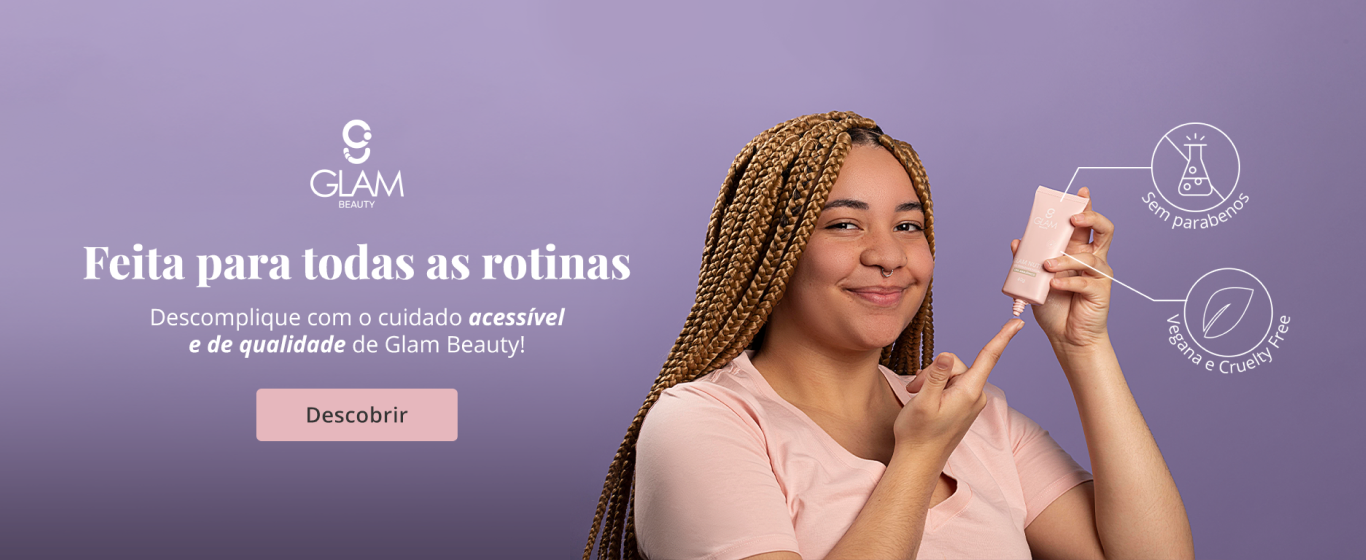 GLAM
BEAUTY
Feita para todas as rotinas
Descomplique com o cuidado acessível
e de qualidade de Glam Beauty!
Descobrir
GLAM
Sem parabenos
Vegana e Cruelty Free